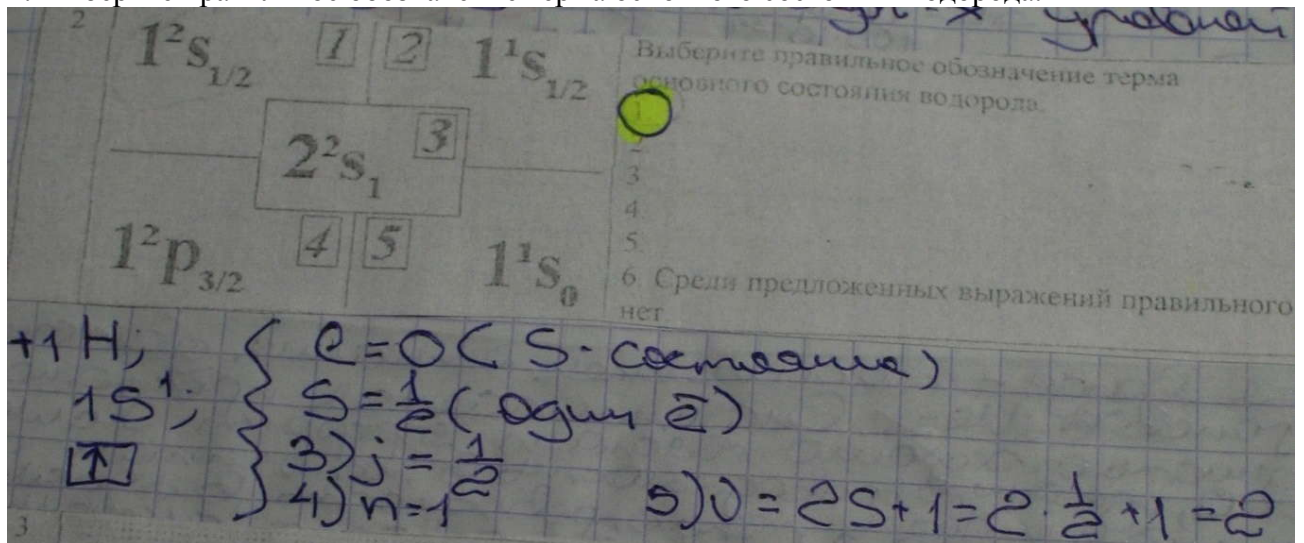 2
1²s₁/₂ 1 2 1¹s₁/₂
2²s₁ 3
1²p₃/₂ 4 5 1¹s₀
Выберите правильное обозначение терма
основного состояния водорода.
1
2
3
4.
5.
6. Среди предложенных выражений правильного
нет
+1 H; e=0 ( S - состояние)
1S¹; S = 1/2 ( один ē)
↑ 3) j = 1/2
4) n=1 5) υ = 2S+1 = 2·1/2 +1 = 2
3